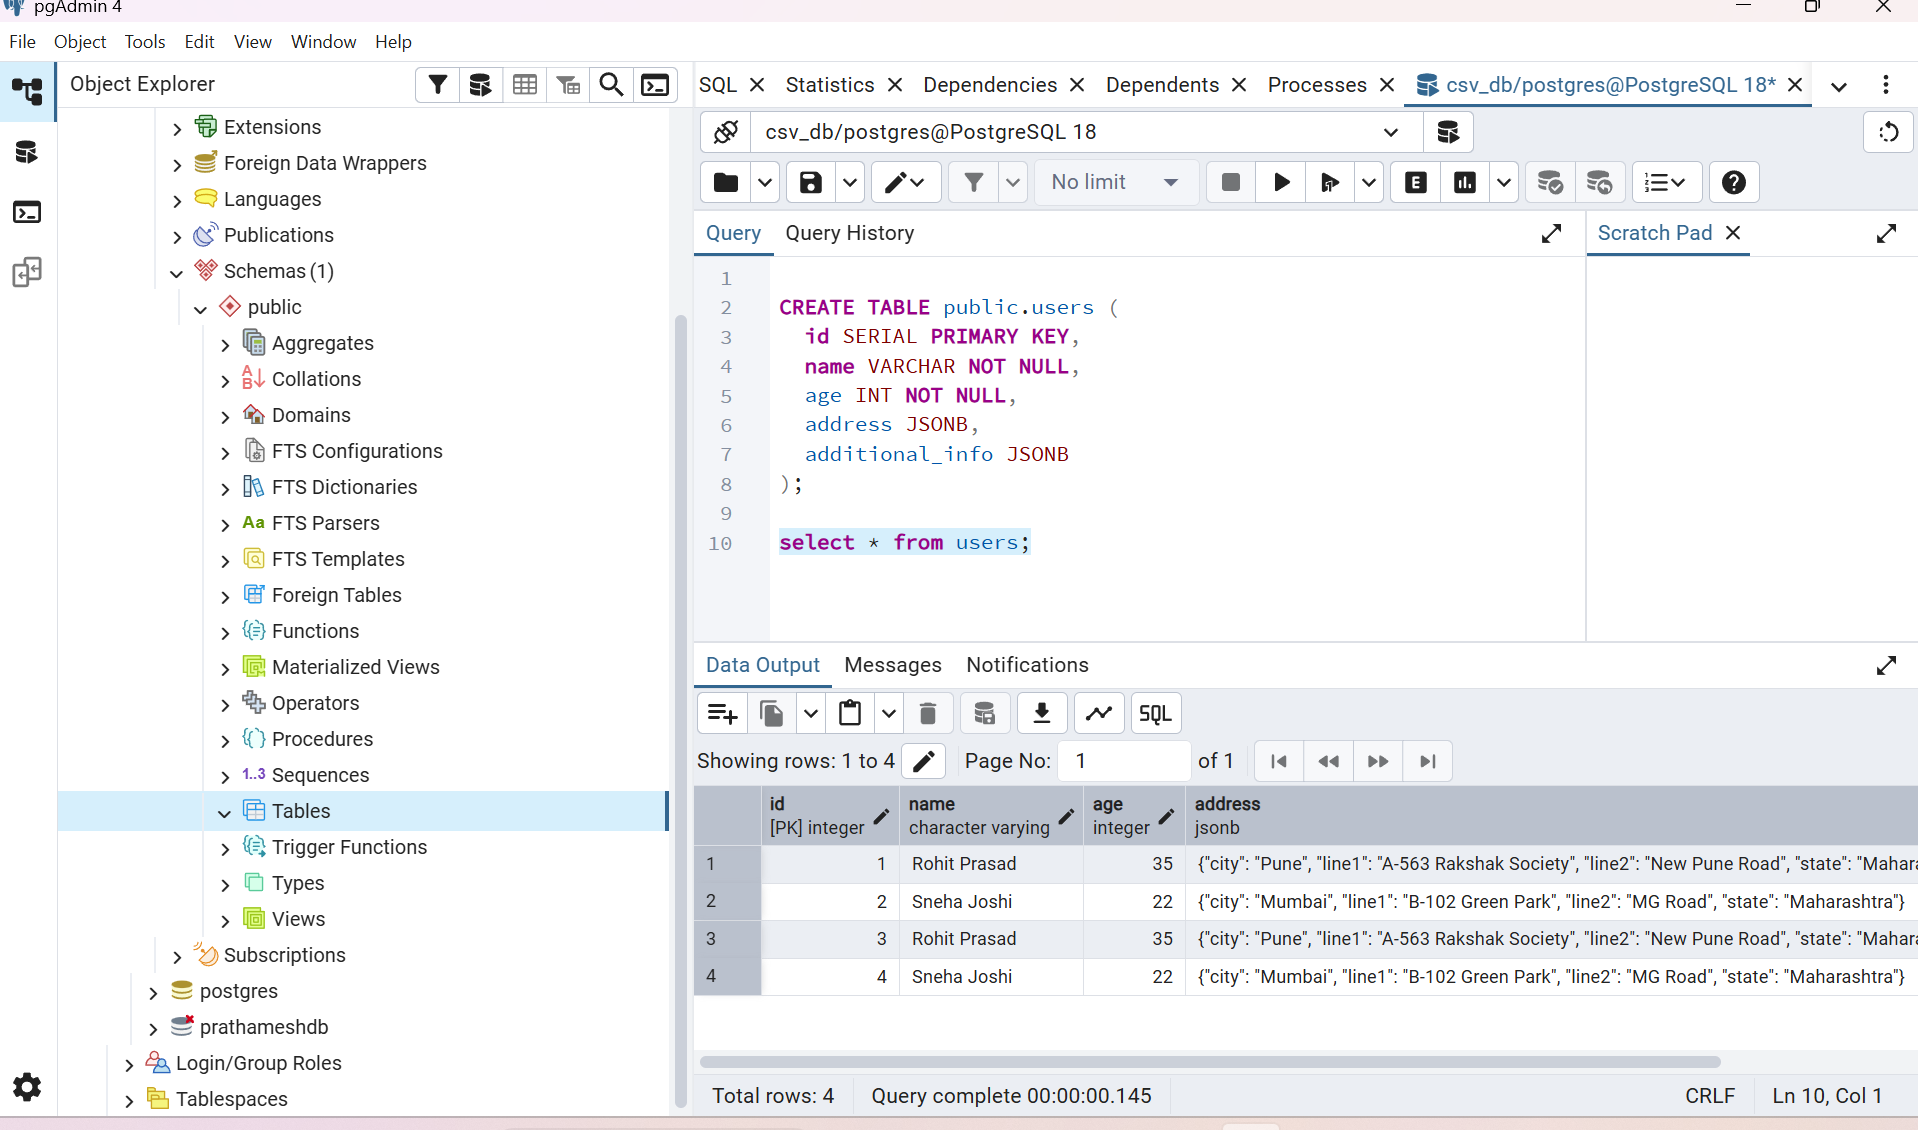 pgAdmin 4
File Object Tools Edit View Window Help
Object Explorer
Extensions
Foreign Data Wrappers
Languages
Publications
Schemas (1)
public
Aggregates
Collations
Domains
FTS Configurations
FTS Dictionaries
Aa FTS Parsers
FTS Templates
Foreign Tables
Functions
Materialized Views
Operators
Procedures
1..3 Sequences
Tables
Trigger Functions
Types
Views
Subscriptions
postgres
prathameshdb
Login/Group Roles
Tablespaces
SQL Statistics Dependencies Dependents Processes csv_db/postgres@PostgreSQL 18*
csv_db/postgres@PostgreSQL 18
No limit E
Query Query History Scratch Pad
1
2 CREATE TABLE public.users (
3 id SERIAL PRIMARY KEY,
4 name VARCHAR NOT NULL,
5 age INT NOT NULL,
6 address JSONB,
7 additional_info JSONB
8 );
9
10 select * from users;
Data Output Messages Notifications
SQL
Showing rows: 1 to 4 Page No: 1 of 1
id name age address
[PK] integer character varying integer jsonb
1 1 Rohit Prasad 35 {"city": "Pune", "line1": "A-563 Rakshak Society", "line2": "New Pune Road", "state": "Mahar
2 2 Sneha Joshi 22 {"city": "Mumbai", "line1": "B-102 Green Park", "line2": "MG Road", "state": "Maharashtra"}
3 3 Rohit Prasad 35 {"city": "Pune", "line1": "A-563 Rakshak Society", "line2": "New Pune Road", "state": "Mahar
4 4 Sneha Joshi 22 {"city": "Mumbai", "line1": "B-102 Green Park", "line2": "MG Road", "state": "Maharashtra"}
Total rows: 4 Query complete 00:00:00.145 CRLF Ln 10, Col 1